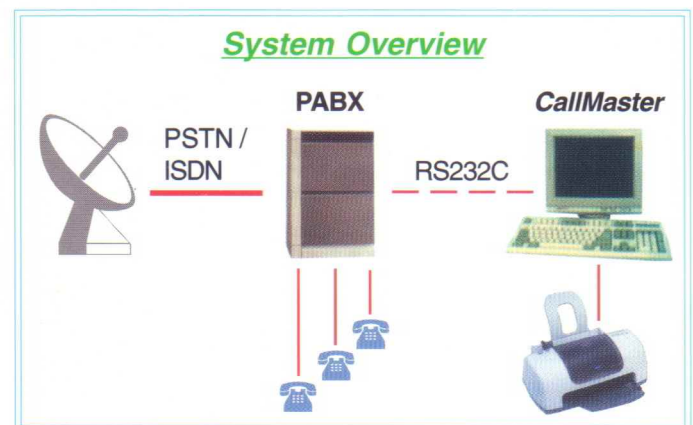 System Overview
PABX
CallMaster
PSTN /
ISDN
RS232C